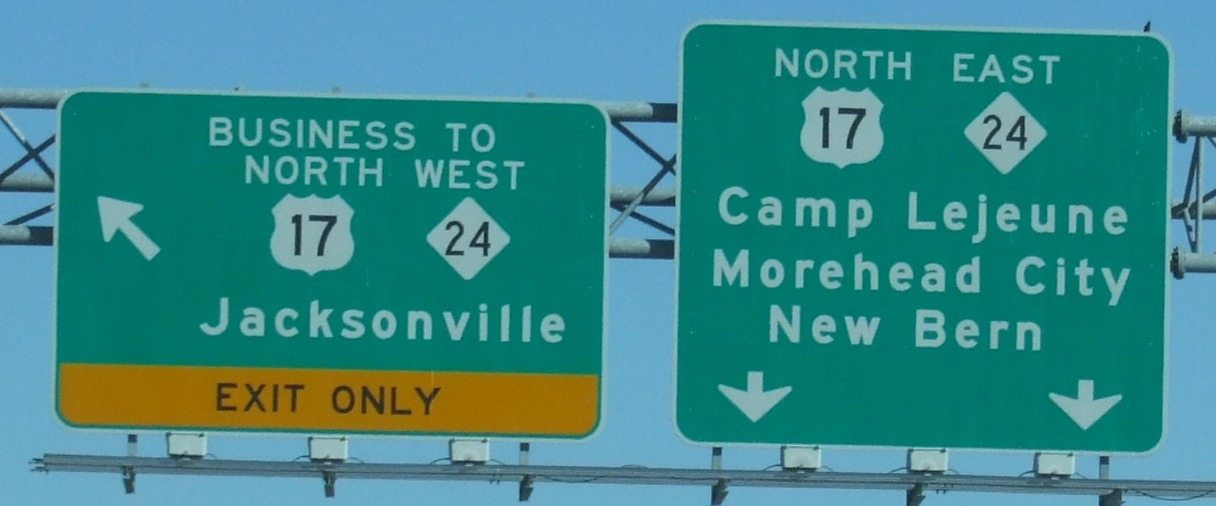 BUSINESS TO
NORTH WEST
17 24
Jacksonville
EXIT ONLY
NORTH EAST
17 24
Camp Lejeune
Morehead City
New Bern